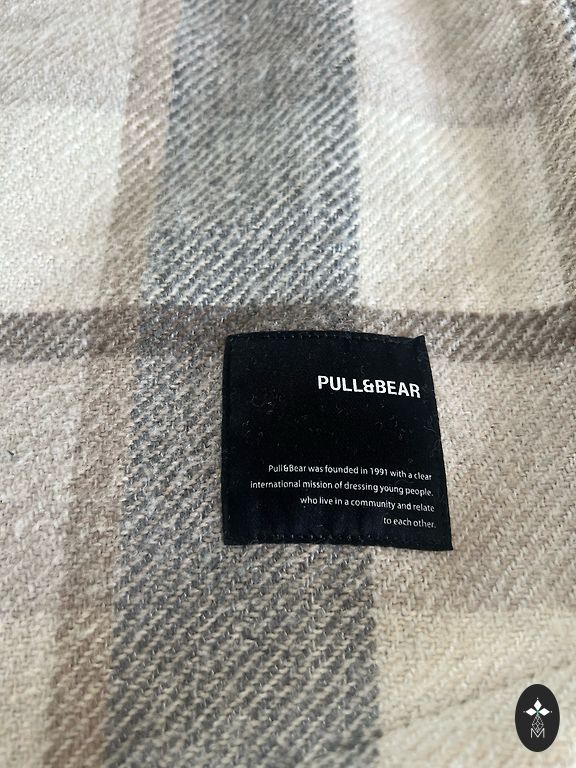 PULL&BEAR
Pull&Bear was founded in 1991 with a clear
international mission of dressing young people.
who live in a community and relate
to each other.
M